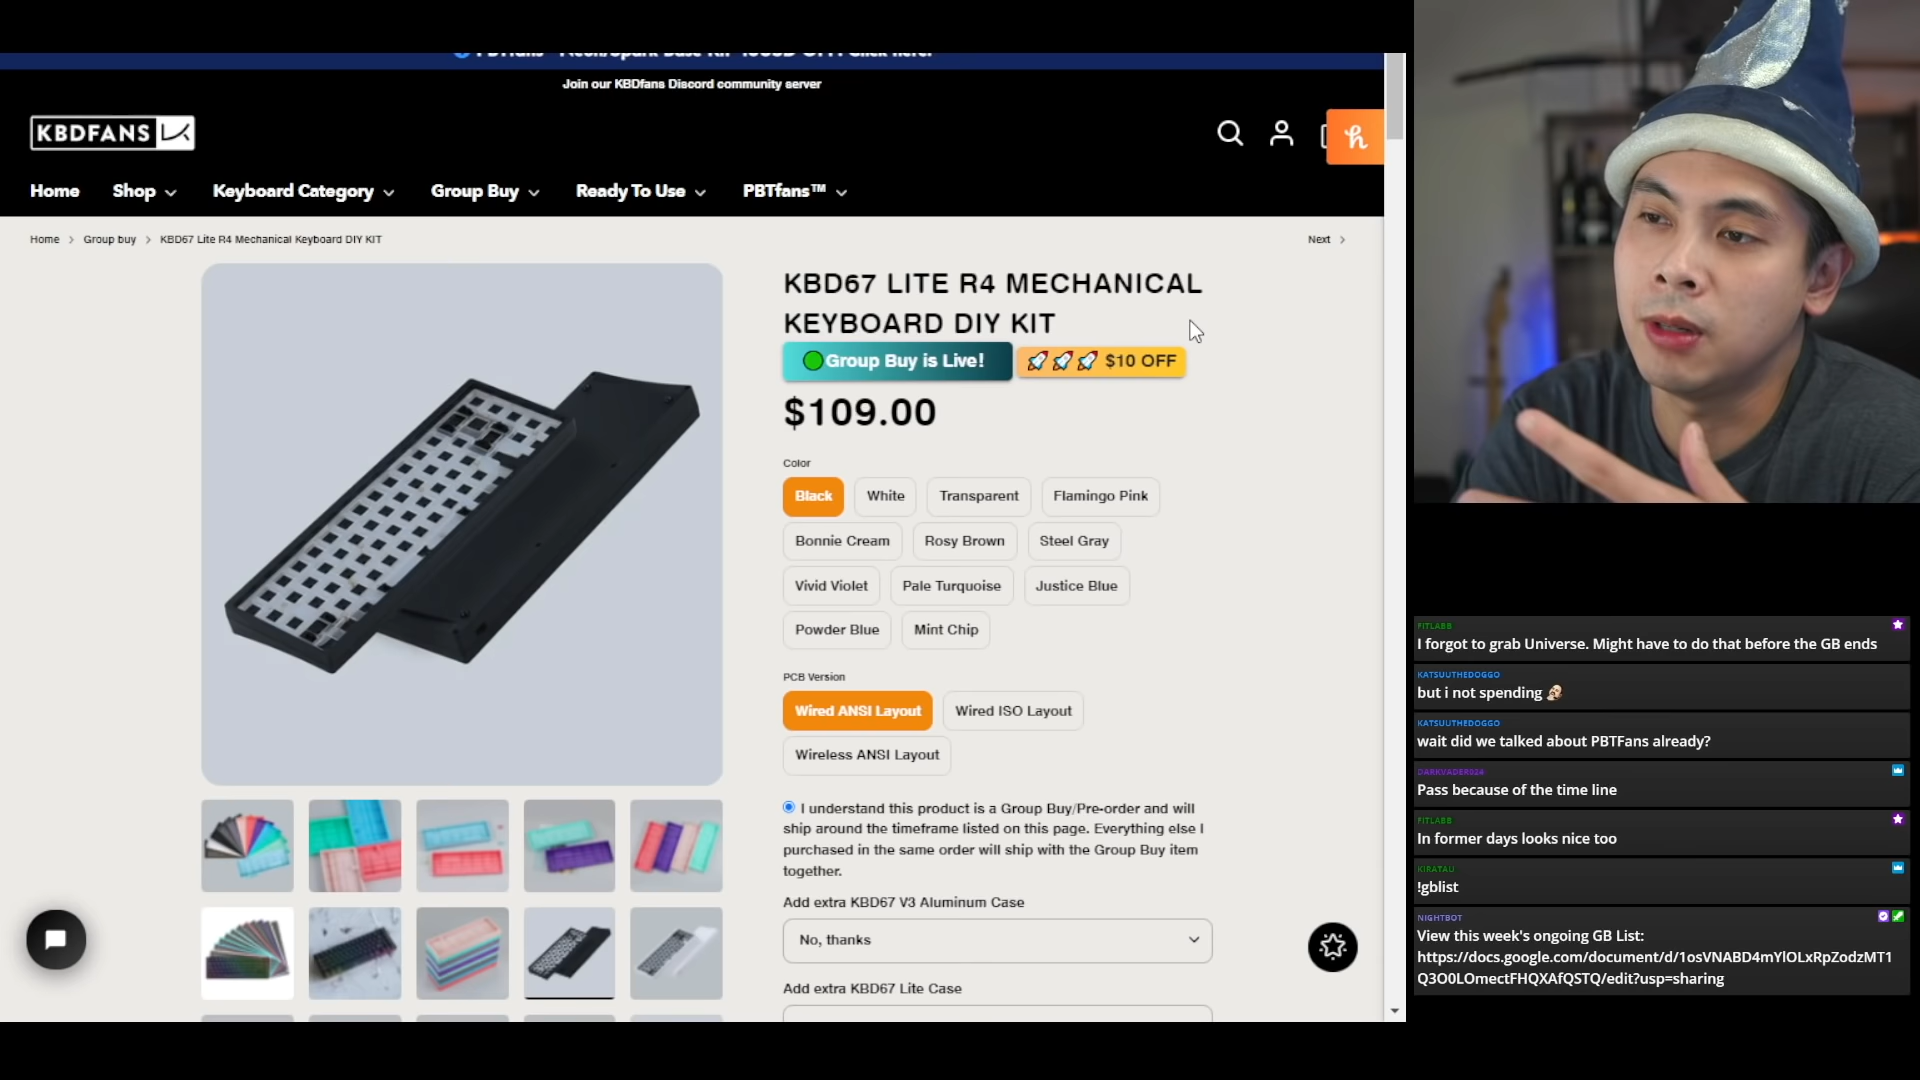 Join our KBDfans Discord community server
KBDFANS
h
Home
Shop
Keyboard Category
Group Buy
Ready To Use
PBTfans™
Home > Group buy > KBD67 Lite R4 Mechanical Keyboard DIY KIT
Next >
KBD67 LITE R4 MECHANICAL
KEYBOARD DIY KIT
Group Buy is Live!
🚀🚀🚀 $10 OFF
$109.00
Color
Black
White
Transparent
Flamingo Pink
Bonnie Cream
Rosy Brown
Steel Gray
Vivid Violet
Pale Turquoise
Justice Blue
Powder Blue
Mint Chip
PCB Version
Wired ANSI Layout
Wired ISO Layout
Wireless ANSI Layout
I understand this product is a Group Buy/Pre-order and will
ship around the timeframe listed on this page. Everything else I
purchased in the same order will ship with the Group Buy item
together.
Add extra KBD67 V3 Aluminum Case
No, thanks
Add extra KBD67 Lite Case
FITLABB
I forgot to grab Universe. Might have to do that before the GB ends
KATSUUTHEDOGGO
but i not spending
KATSUUTHEDOGGO
wait did we talked about PBTFans already?
DARKVADER024
Pass because of the time line
FITLABB
In former days looks nice too
KIRATAU
!gblist
NIGHTBOT
View this week's ongoing GB List:
https://docs.google.com/document/d/1osVNABD4mYlOLxRpZodzMT1
Q3O0LOmectFHQXAfQSTQ/edit?usp=sharing